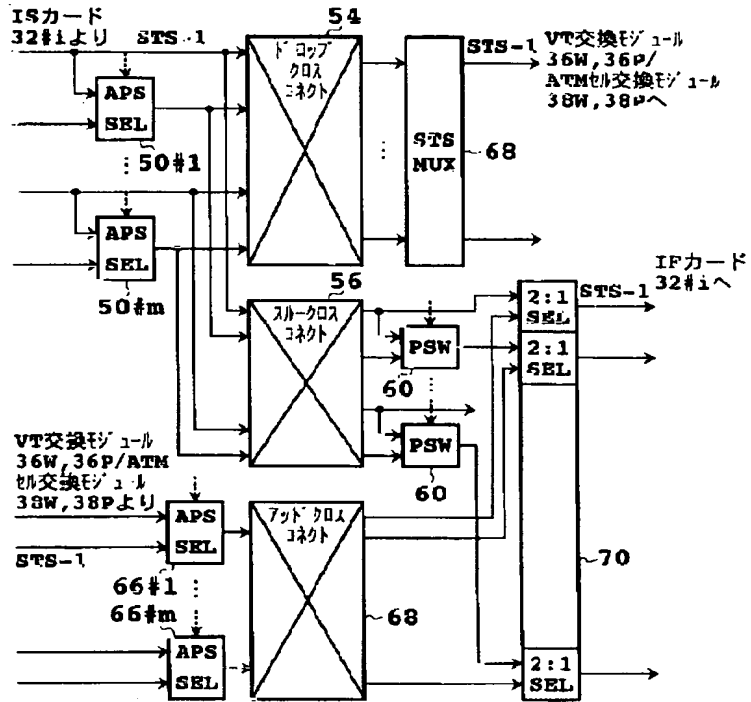 ISカード
32#iより
STS-1
54
ドロップ
クロス
コネクト
STS-1
VT交換モジュール
36W,36P/
ATMセル交換モジュール
38W,38Pへ
APS
SEL
50#1
STS
MUX
68
APS
SEL
50#m
56
スルークロス
コネクト
PSW
60
PSW
60
2:1
SEL
STS-1
IFカード
32#iへ
2:1
SEL
VT交換モジュール
36W,36P/ATM
セル交換モジュール
38W,38Pより
STS-1
APS
SEL
66#1
66#m
APS
SEL
アッドクロス
コネクト
68
70
2:1
SEL